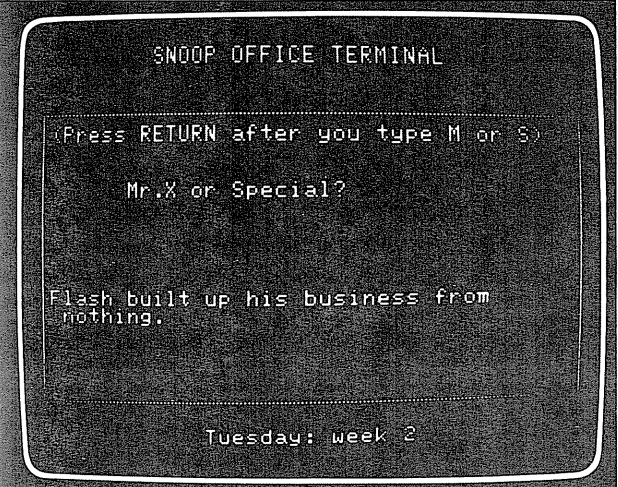 SNOOP OFFICE TERMINAL
(Press RETURN after you type M or S)
Mr.X or Special?
Flash built up his business from
nothing.
Tuesday: week 2